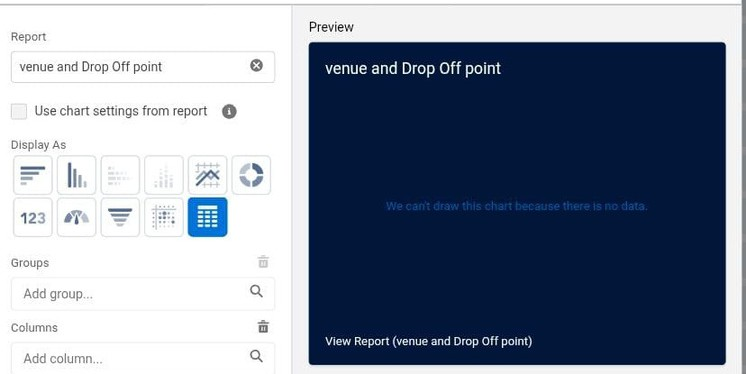 Report
venue and Drop Off point
Use chart settings from report
Display As
123
Groups
Add group...
Columns
Add column...
Preview
venue and Drop Off point
We can't draw this chart because there is no data.
View Report (venue and Drop Off point)